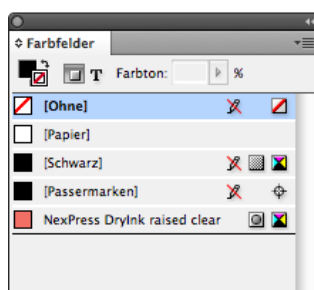 Farbfelder
T Farbton: %
[Ohne]
[Papier]
[Schwarz]
[Passermarken]
NexPress DryInk raised clear